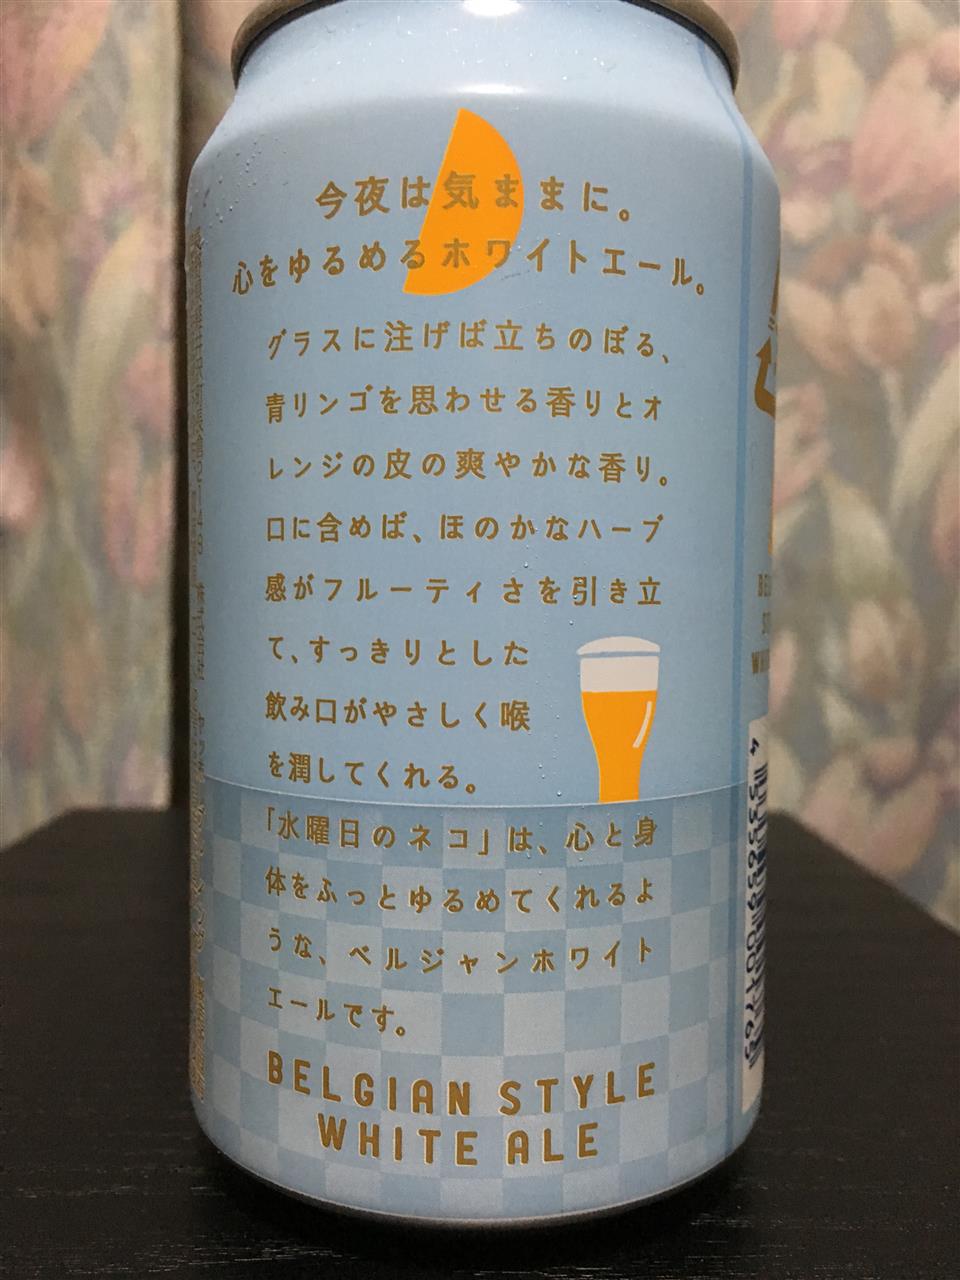 今夜は気ままに。
心をゆるめるホワイトエール。
グラスに注げば立ちのぼる、
青リンゴを思わせる香りとオ
レンジの皮の爽やかな香り。
口に含めば、ほのかなハーブ
感がフルーティさを引き立
て、すっきりとした
飲み口がやさしく喉
を潤してくれる。
「水曜日のネコ」は、心と身
体をふっとゆるめてくれるよ
うな、ベルジャンホワイト
エールです。
BELGIAN STYLE
WHITE ALE